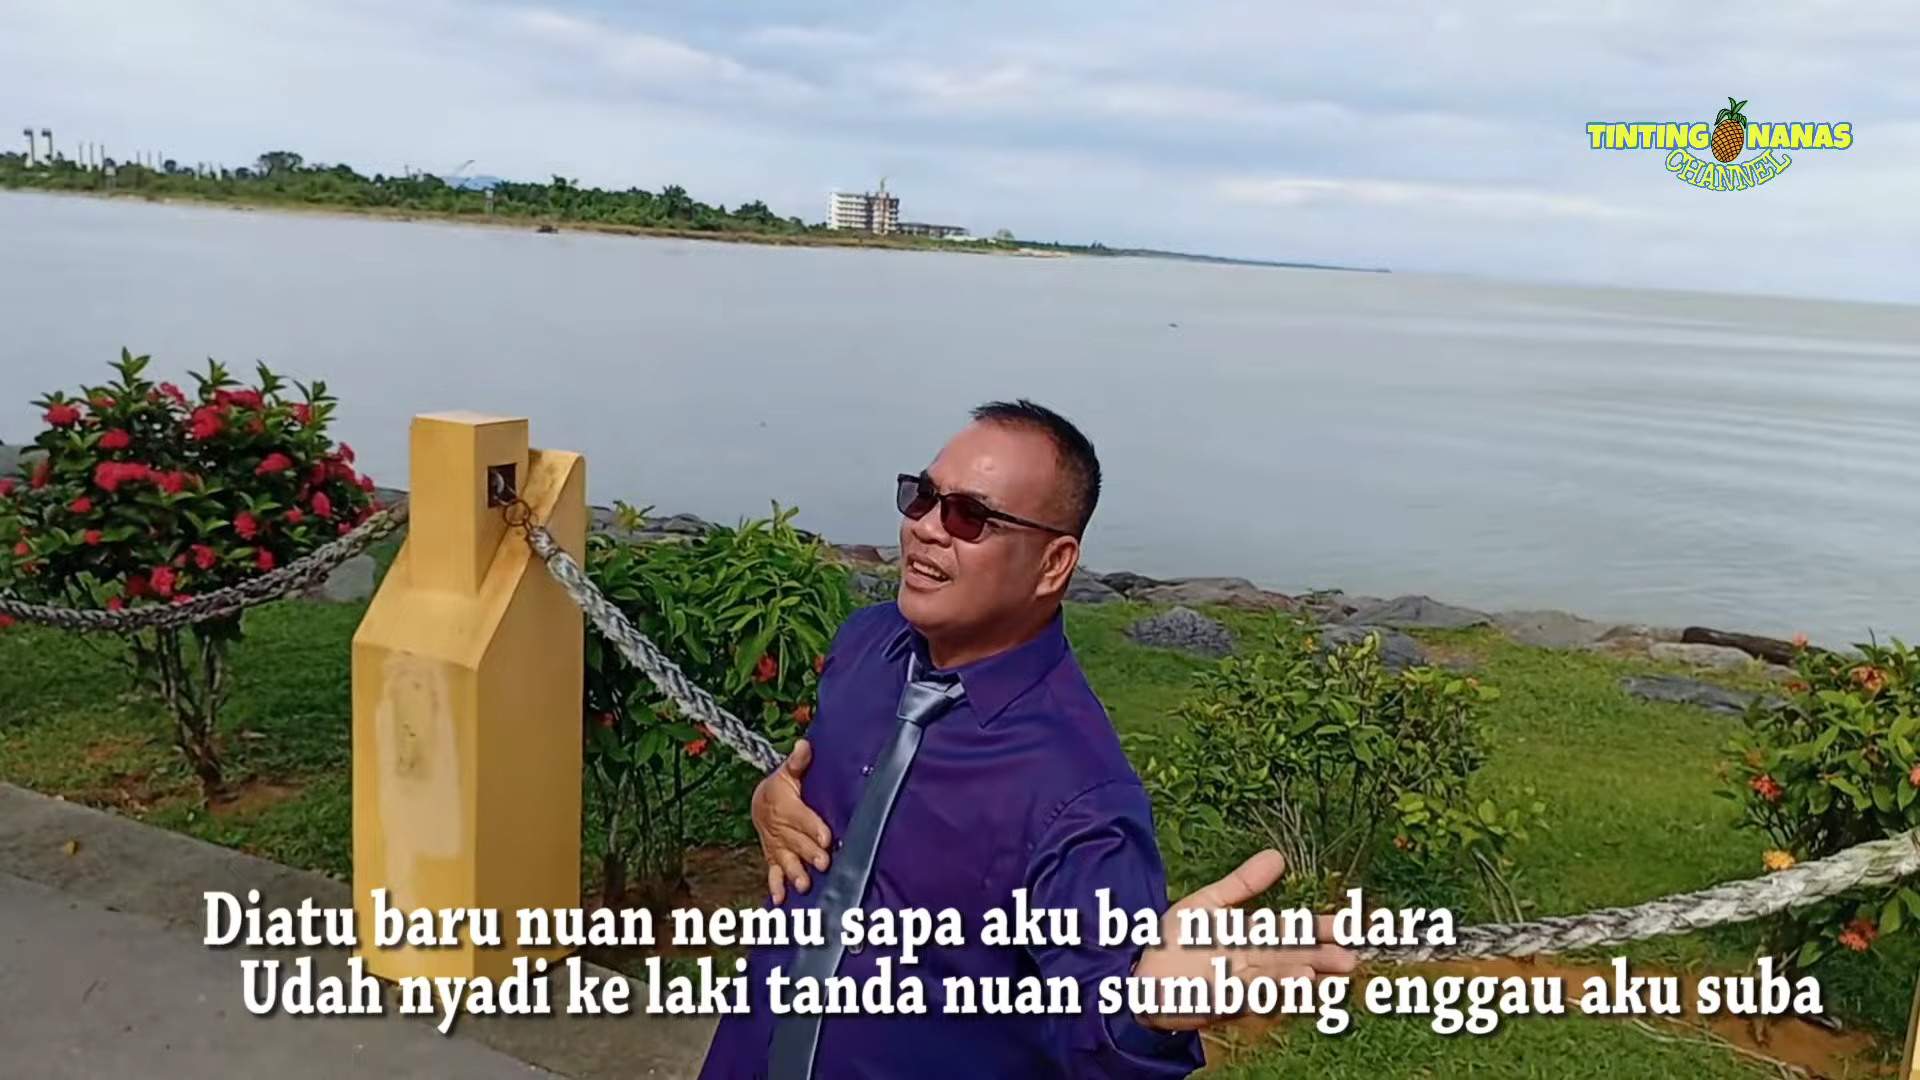 TINTING NANAS
CHANNEL
Diatu baru nuan nemu sapa aku ba nuan dara
Udah nyadi ke laki tanda nuan sumbong enggau aku suba